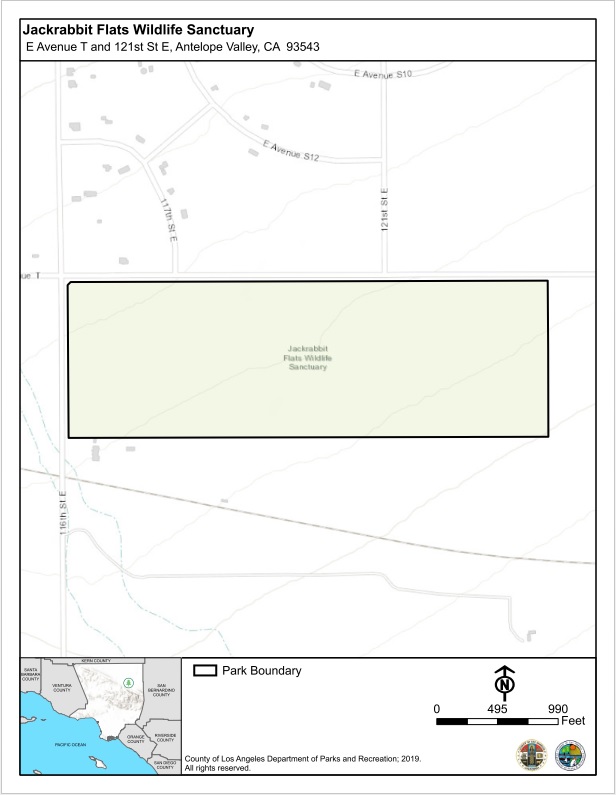 Jackrabbit Flats Wildlife Sanctuary
E Avenue T and 121st St E, Antelope Valley, CA 93543
E Avenue S10
E Avenue S12
117th St E
121st St E
ue T
Jackrabbit
Flats Wildlife
Sanctuary
116th St E
KERN COUNTY
SANTA
BARBARA
COUNTY
VENTURA
COUNTY
SAN
BERNARDINO
COUNTY
ORANGE
COUNTY
RIVERSIDE
COUNTY
PACIFIC OCEAN
SAN DIEGO
COUNTY
Park Boundary
N
0 495 990
Feet
County of Los Angeles Department of Parks and Recreation; 2019.
All rights reserved.